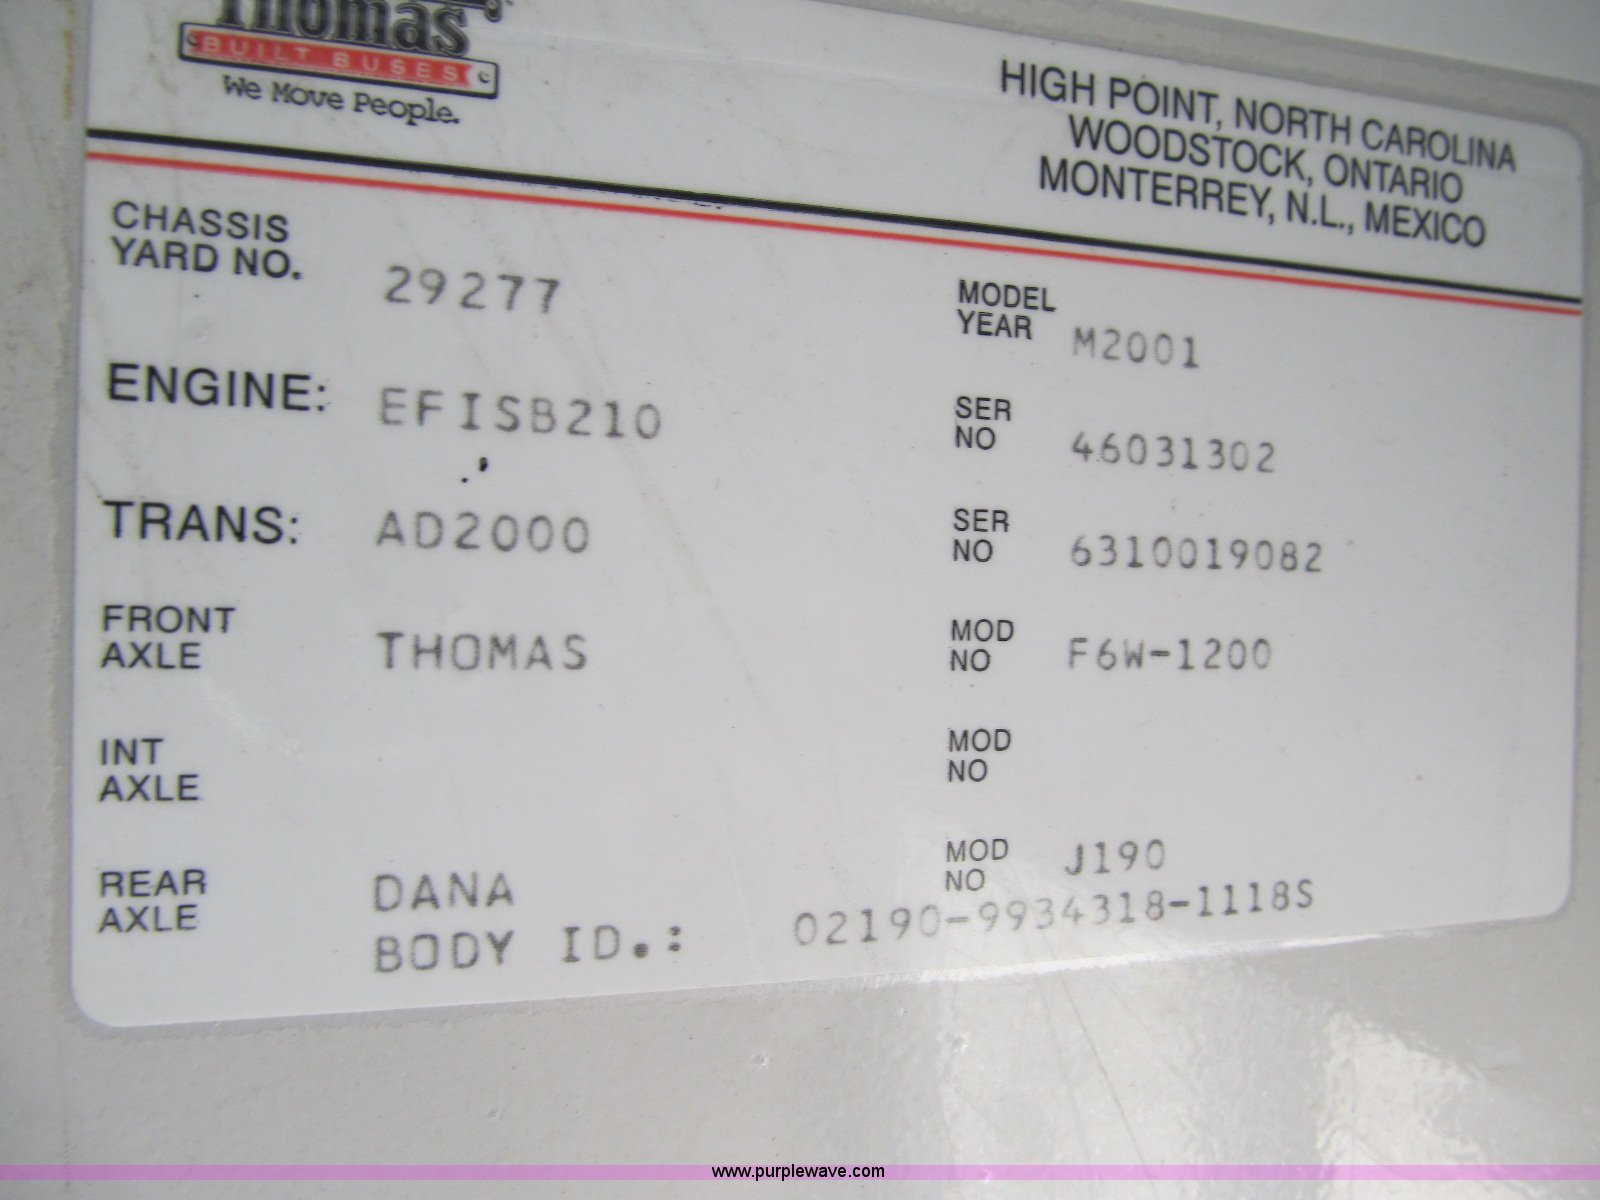 Thomas
BUILT BUSES
We Move People.
HIGH POINT, NORTH CAROLINA
WOODSTOCK, ONTARIO
MONTERREY, N.L., MEXICO
CHASSIS
YARD NO. 29277
MODEL
YEAR M2001
ENGINE: EFISB210
SER
NO 46031302
TRANS: AD2000
SER
NO 6310019082
FRONT
AXLE THOMAS
MOD
NO F6W-1200
INT
AXLE
MOD
NO
REAR
AXLE DANA
MOD
NO J190
BODY ID.: 02190-9934318-1118S
www.purplewave.com